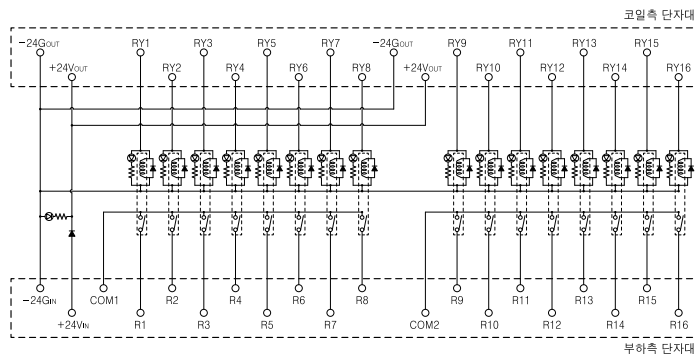 코일측 단자대
-24GOUT RY1 RY3 RY5 RY7 -24GOUT RY9 RY11 RY13 RY15
+24VOUT RY2 RY4 RY6 RY8 +24VOUT RY10 RY12 RY14 RY16
-24GIN COM1 R2 R4 R6 R8 R9 R11 R13 R15
+24VIN R1 R3 R5 R7 COM2 R10 R12 R14 R16
부하측 단자대